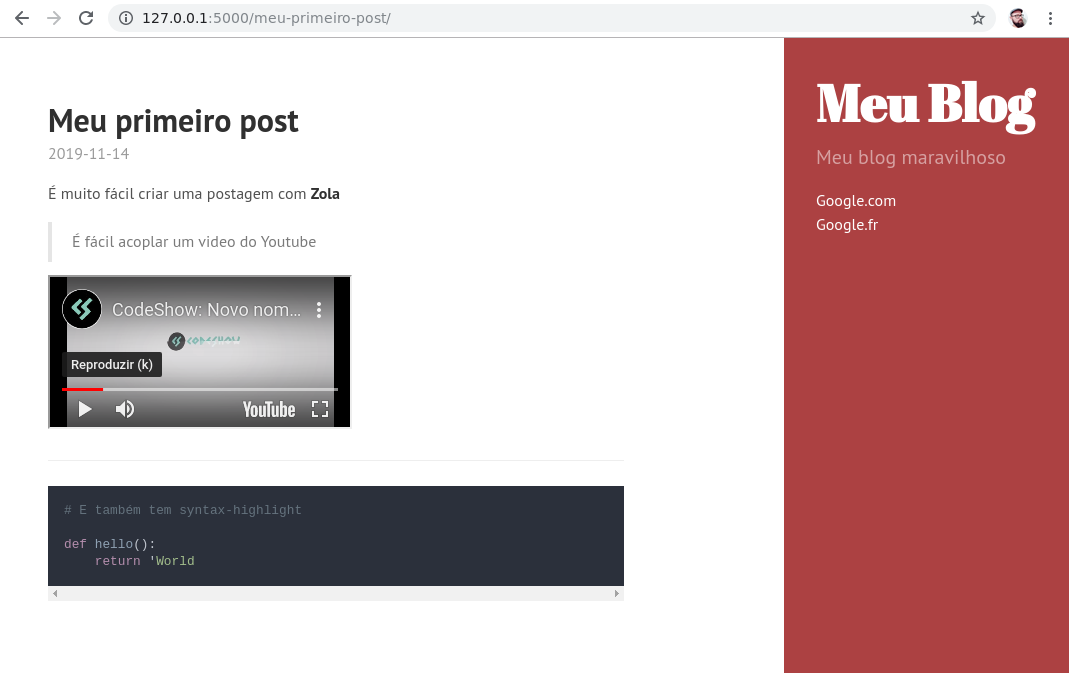 127.0.0.1:5000/meu-primeiro-post/
Meu primeiro post
2019-11-14
É muito fácil criar uma postagem com Zola
É fácil acoplar um video do Youtube
CodeShow: Novo nom...
CODESHOW
Reproduzir (k)
YouTube
# E também tem syntax-highlight
def hello():
    return 'World
Meu Blog
Meu blog maravilhoso
Google.com
Google.fr